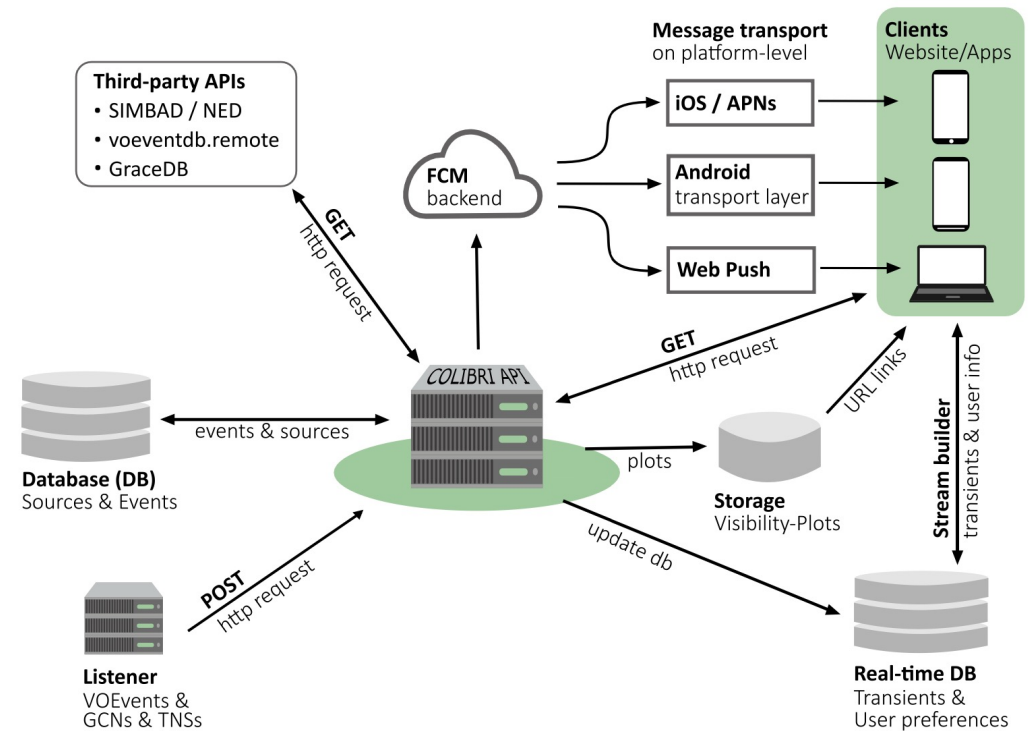 Message transport
on platform-level
Clients
Website/Apps
Third-party APIs
• SIMBAD / NED
• voeventdb.remote
• GraceDB
iOS / APNs
FCM
backend
Android
transport layer
Web Push
GET
http request
GET
http request
COLIBRI API
URL links
Stream builder
transients & user info
events & sources
plots
Database (DB)
Sources & Events
Storage
Visibility-Plots
update db
POST
http request
Listener
VOEvents &
GCNs & TNSs
Real-time DB
Transients &
User preferences